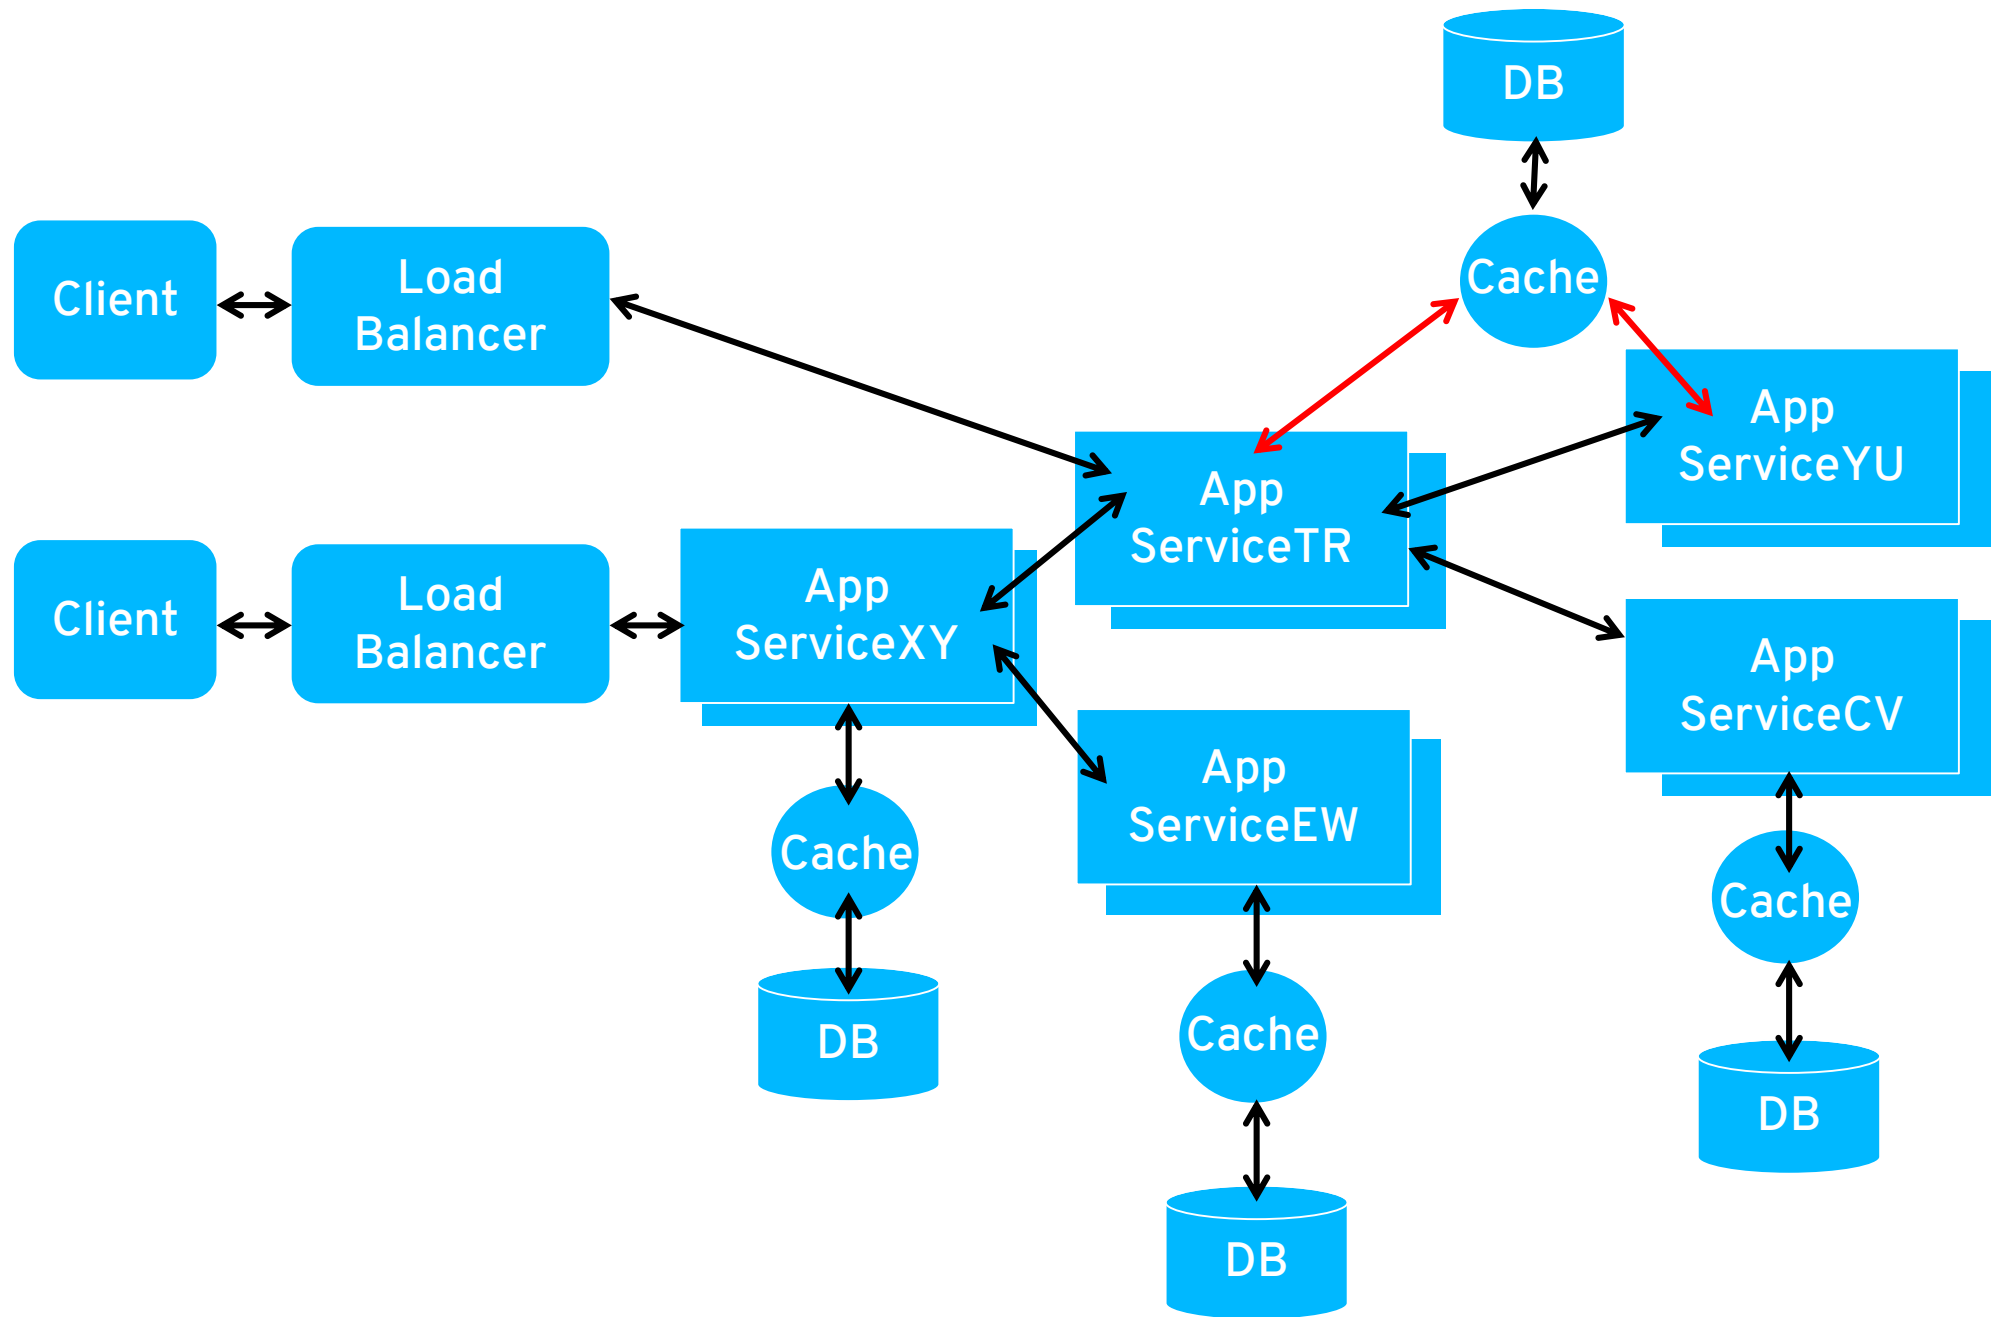 DB
Cache
Client
Load
Balancer
App
ServiceYU
App
ServiceTR
Client
Load
Balancer
App
ServiceXY
App
ServiceCV
App
ServiceEW
Cache
Cache
Cache
DB
DB
DB